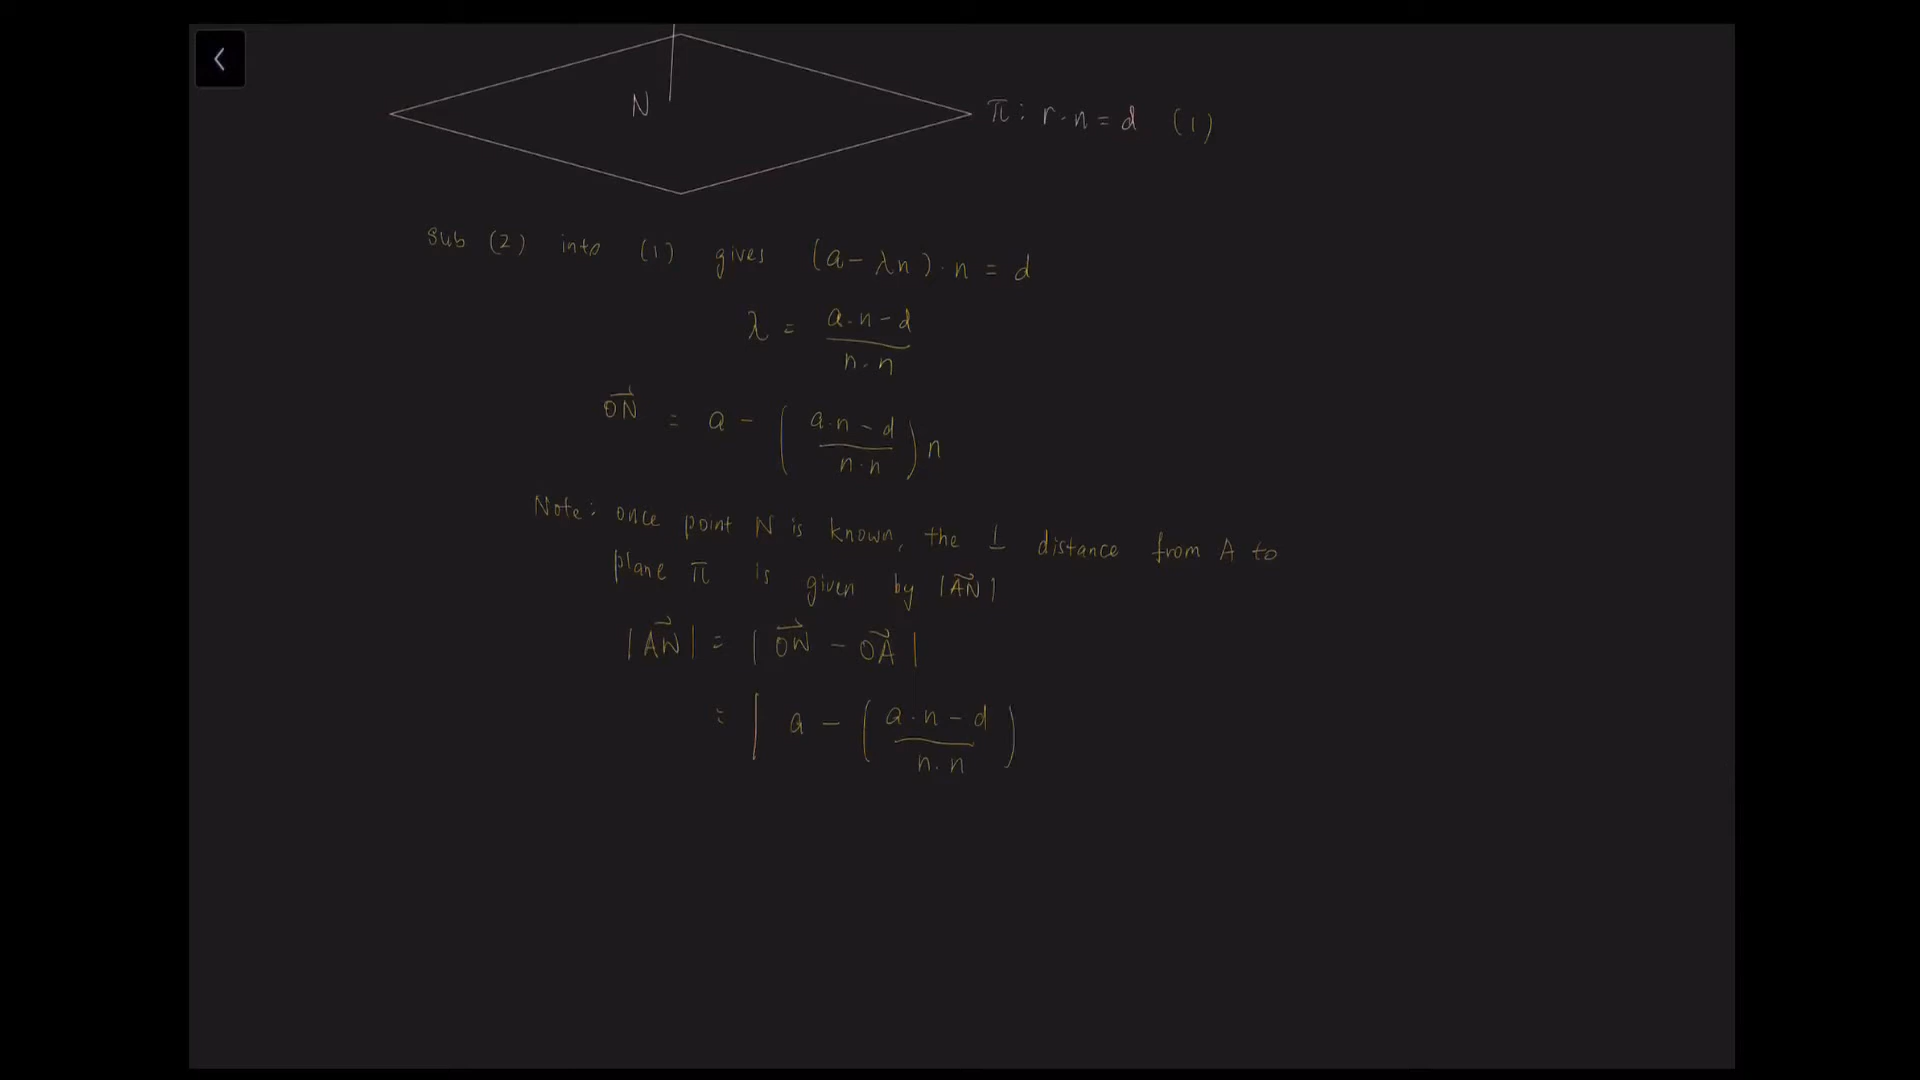 N
π: r·n = d (1)
sub (2) into (1) gives (a - λn)·n = d
λ = (a·n - d)/(n·n)
ON⃗ = a - ((a·n - d)/(n·n)) n
Note: once point N is known, the ⊥ distance from A to
plane π is given by |AN⃗|
|AN⃗| = |ON⃗ - OA⃗|
= | a - ((a·n - d)/(n·n))